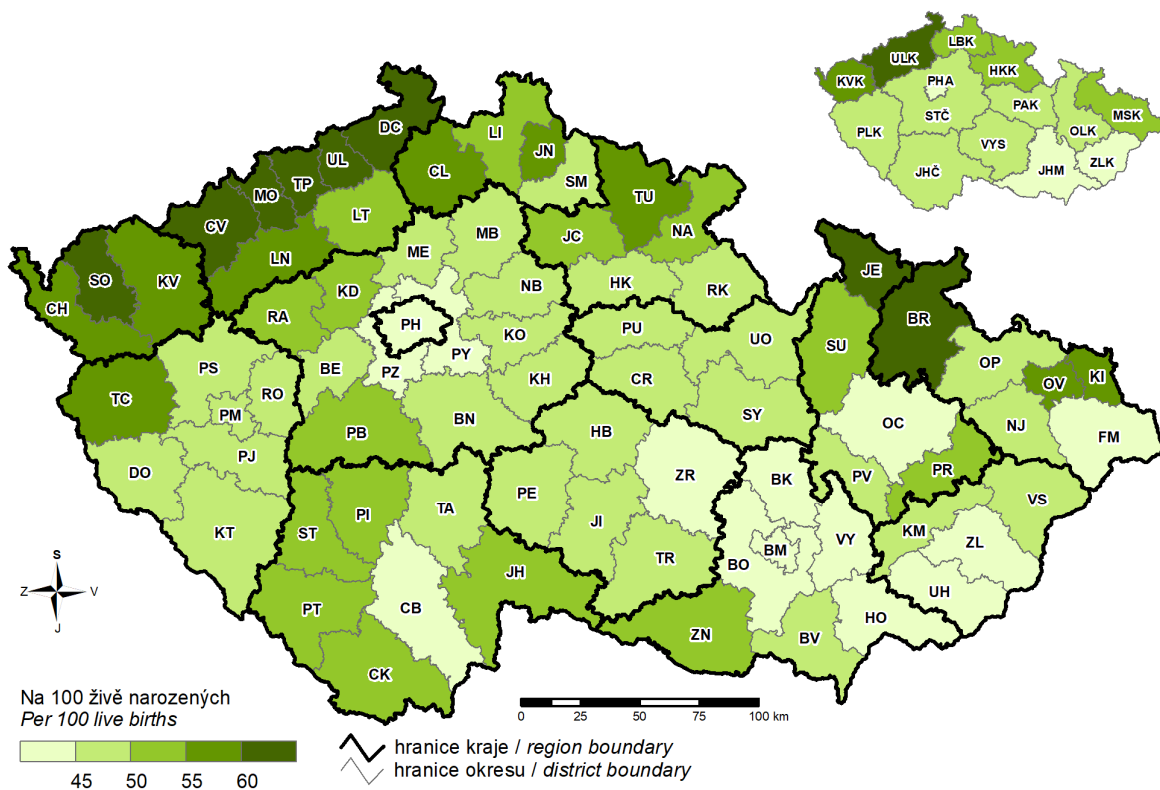 LBK
ULK
KVK
HKK
PHA
PAK
MSK
STČ
PLK
OLK
VYS
ZLK
JHM
JHČ
DC
LI
UL
JN
CL
TP
SM
MO
TU
LT
CV
NA
JC
MB
ME
LN
JE
SO
KV
HK
NB
RK
KD
CH
RA
BR
PH
PU
KO
UO
SU
PY
OP
PS
BE
PZ
RO
KH
CR
KI
OV
TC
PM
SY
BN
OC
NJ
PB
HB
FM
PJ
DO
PR
ZR
PV
BK
PE
VS
TA
PI
JI
ST
KT
KM
VY
ZL
BM
TR
BO
JH
UH
CB
PT
HO
ZN
BV
CK
S
Z
V
J
Na 100 živě narozených
Per 100 live births
45 50 55 60
0 25 50 75 100 km
hranice kraje / region boundary
hranice okresu / district boundary